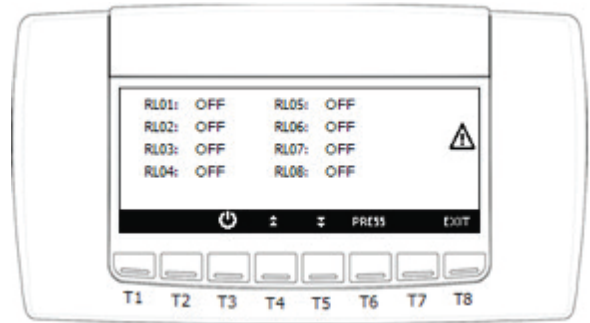 RL01: OFF RL05: OFF
RL02: OFF RL06: OFF
RL03: OFF RL07: OFF
RL04: OFF RL08: OFF
PRESS EXIT
T1 T2 T3 T4 T5 T6 T7 T8